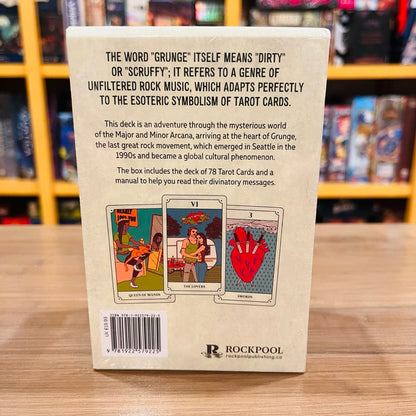 THE WORD "GRUNGE" ITSELF MEANS "DIRTY"
OR "SCRUFFY"; IT REFERS TO A GENRE OF
UNFILTERED ROCK MUSIC, WHICH ADAPTS PERFECTLY
TO THE ESOTERIC SYMBOLISM OF TAROT CARDS.
This deck is an adventure through the mysterious world
of the Major and Minor Arcana, arriving at the heart of Grunge,
the last great rock movement, which emerged in Seattle in the
1990s and became a global cultural phenomenon.
The box includes the deck of 78 Tarot Cards and a
manual to help you read their divinatory messages.
VI
3
QUEEN OF WANDS
THE LOVERS
SWORDS
9 781922 579225
ROCKPOOL
rockpoolpublishing.co